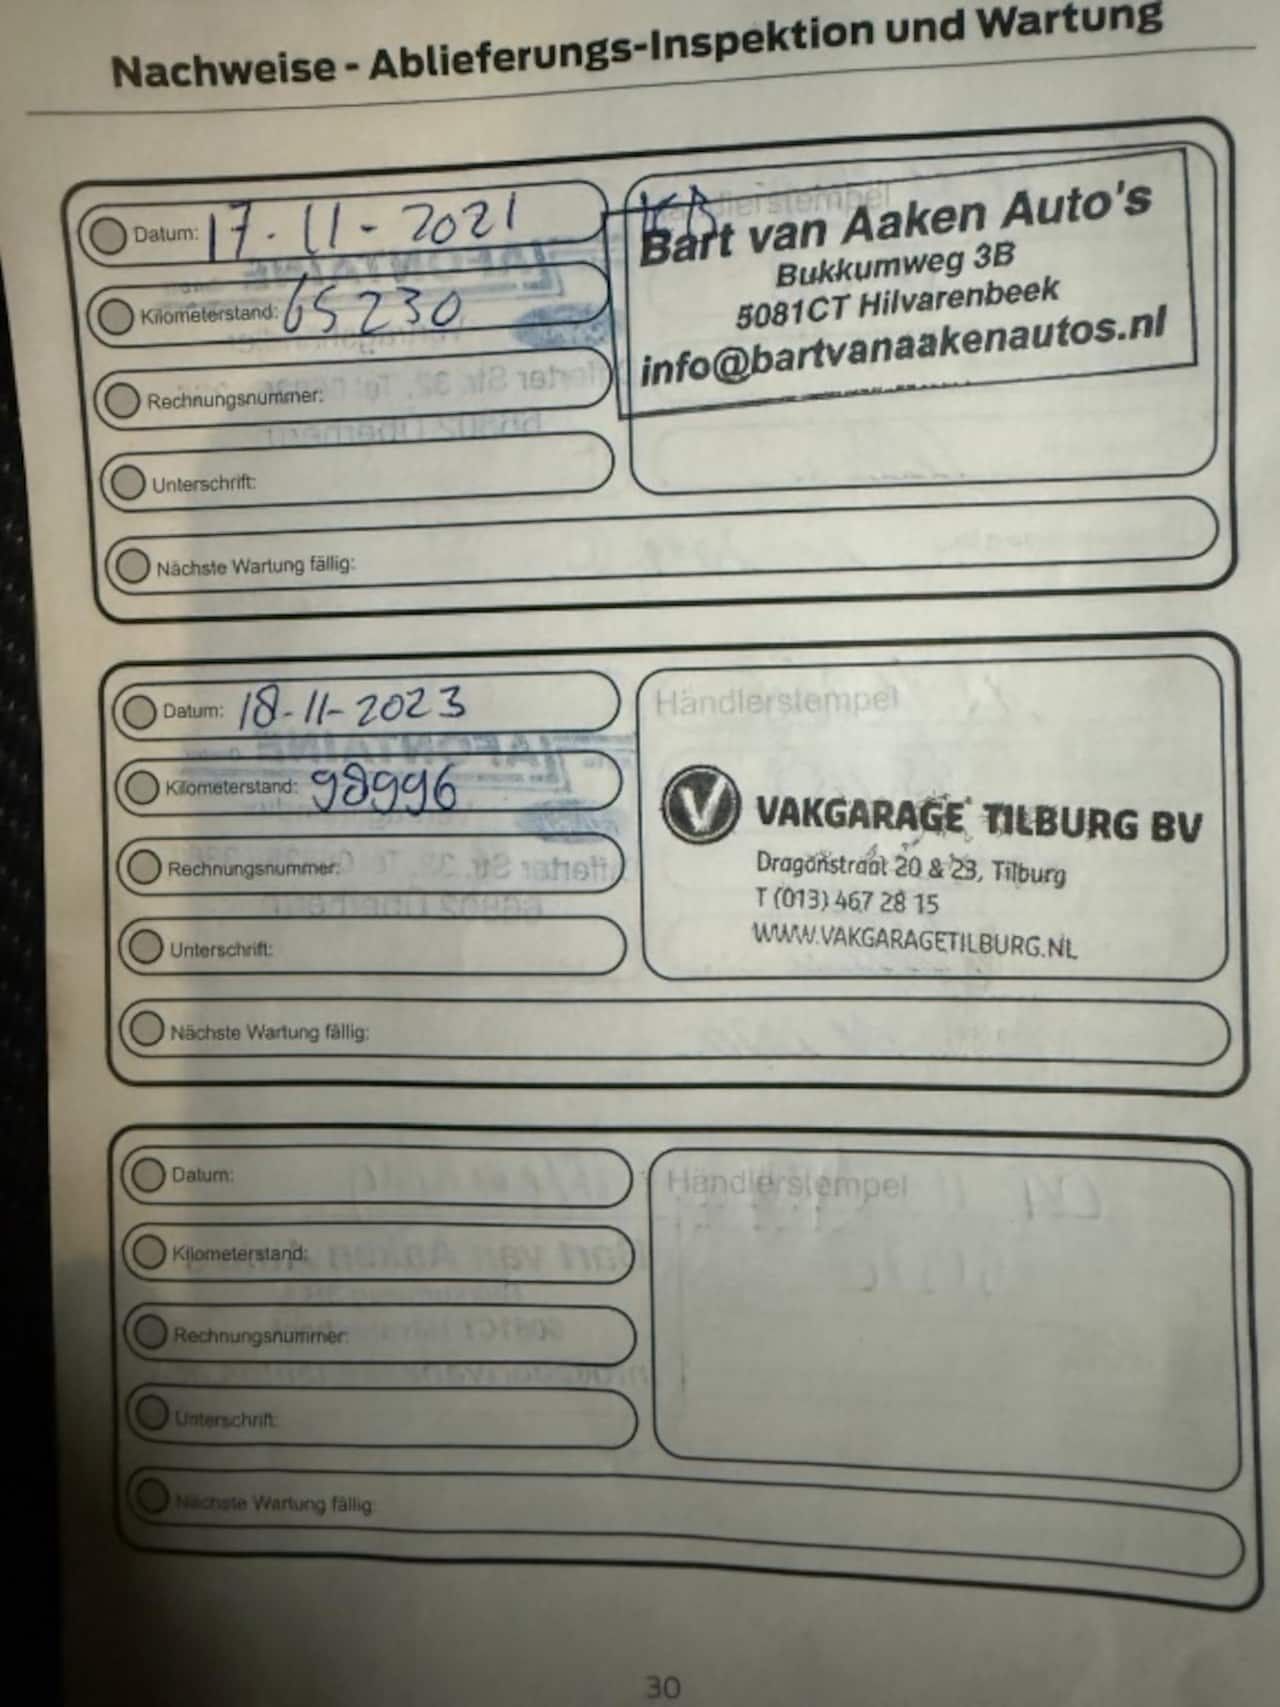 Nachweise - Ablieferungs-Inspektion und Wartung
Datum: 17-11-2021
Kilometerstand: 65230
Rechnungsnummer:
Unterschrift:
Nächste Wartung fällig:
Händlerstempel
Bart van Aaken Auto's
Bukkumweg 3B
5081CT Hilvarenbeek
info@bartvanaakenautos.nl
Datum: 18-11-2023
Kilometerstand: 98996
Rechnungsnummer:
Unterschrift:
Nächste Wartung fällig:
Händlerstempel
V VAKGARAGE TILBURG BV
Dragonstraat 20 & 23, Tilburg
T (013) 467 28 15
WWW.VAKGARAGETILBURG.NL
Datum:
Kilometerstand:
Rechnungsnummer:
Unterschrift:
Nächste Wartung fällig:
Händlerstempel
30